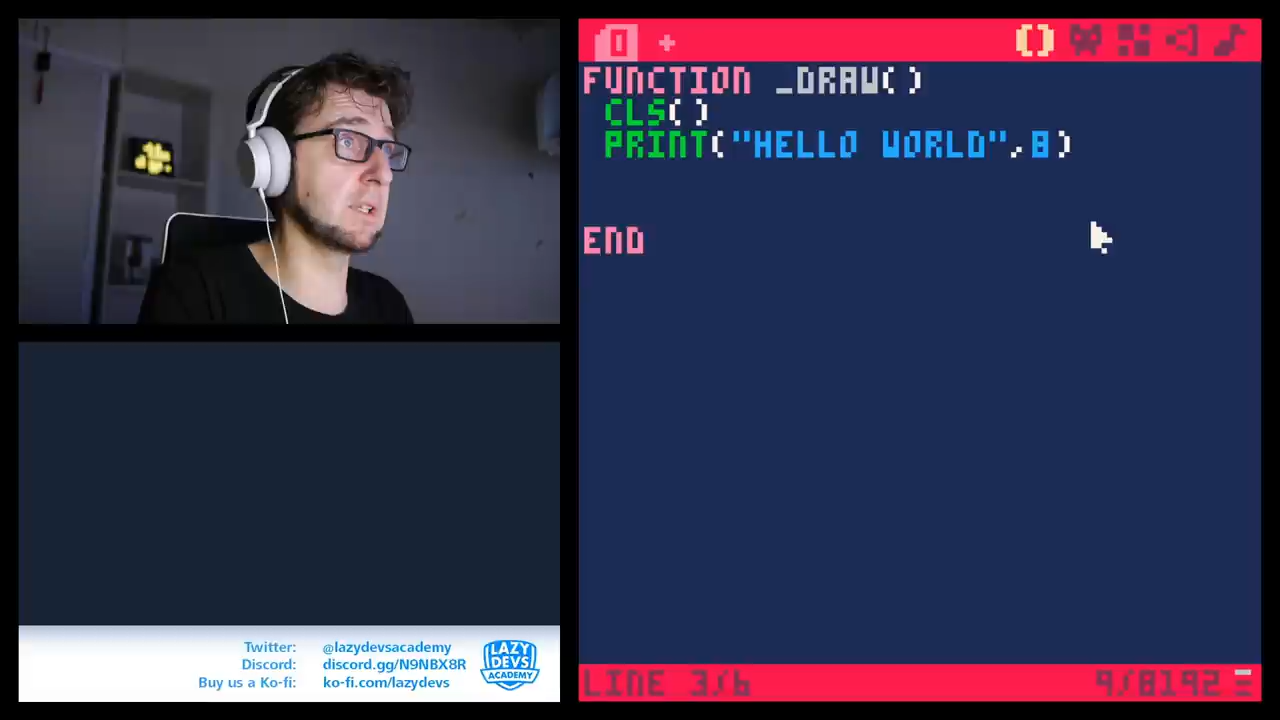 FUNCTION _DRAW()
CLS()
PRINT("HELLO WORLD",8)
END
LINE 3/6
9/8192
Twitter: @lazydevsacademy
Discord: discord.gg/N9NBX8R
Buy us a Ko-fi: ko-fi.com/lazydevs
LAZY
DEVS
ACADEMY